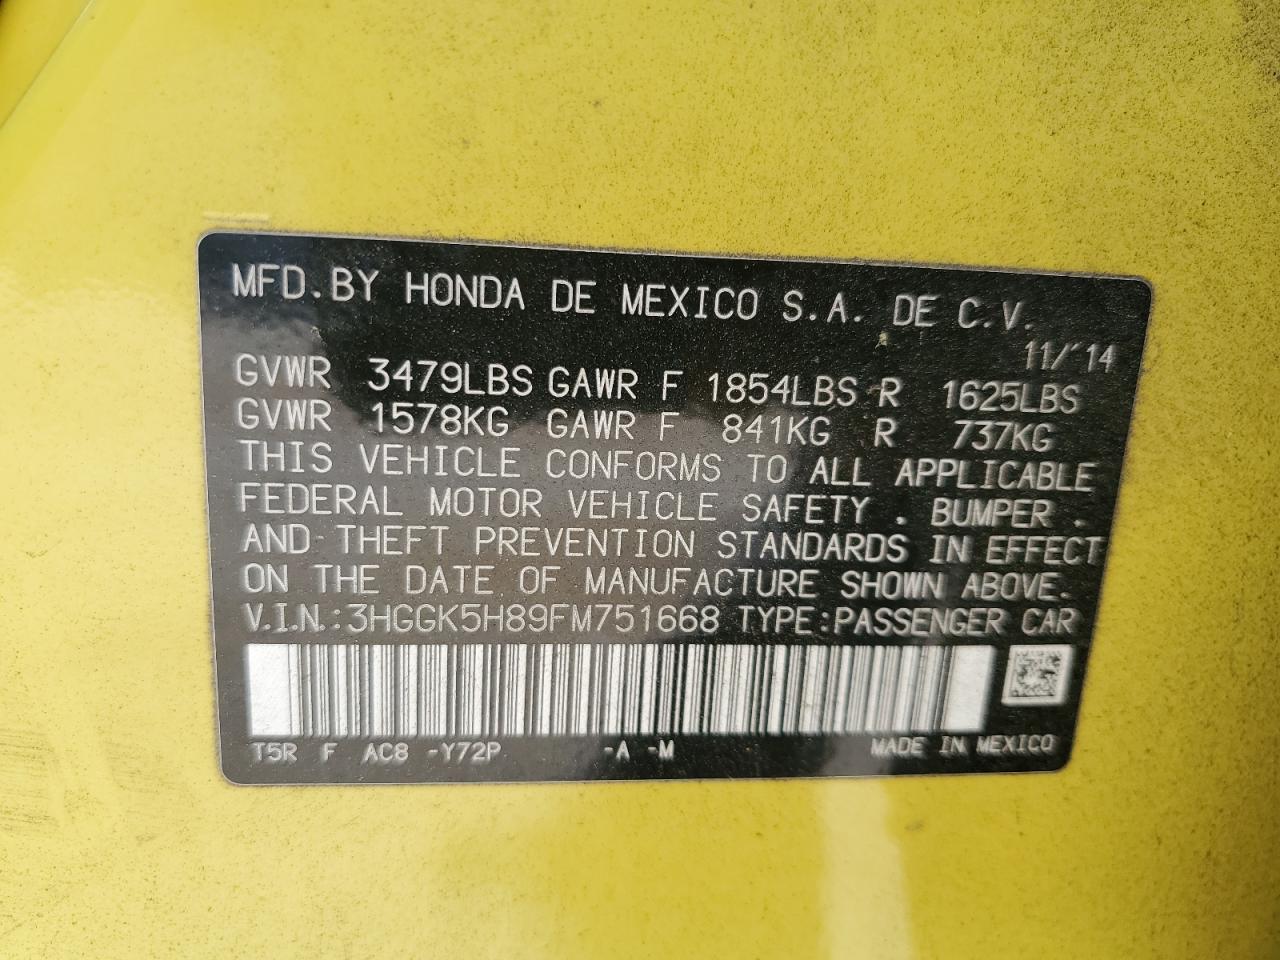 MFD.BY HONDA DE MEXICO S.A. DE C.V.
11/14
GVWR 3479LBS GAWR F 1854LBS R 1625LBS
GVWR 1578KG GAWR F 841KG R 737KG
THIS VEHICLE CONFORMS TO ALL APPLICABLE
FEDERAL MOTOR VEHICLE SAFETY , BUMPER ,
AND THEFT PREVENTION STANDARDS IN EFFECT
ON THE DATE OF MANUFACTURE SHOWN ABOVE.
V.I.N.:3HGGK5H89FM751668 TYPE:PASSENGER CAR
T5R F AC8 -Y72P -A -M MADE IN MEXICO